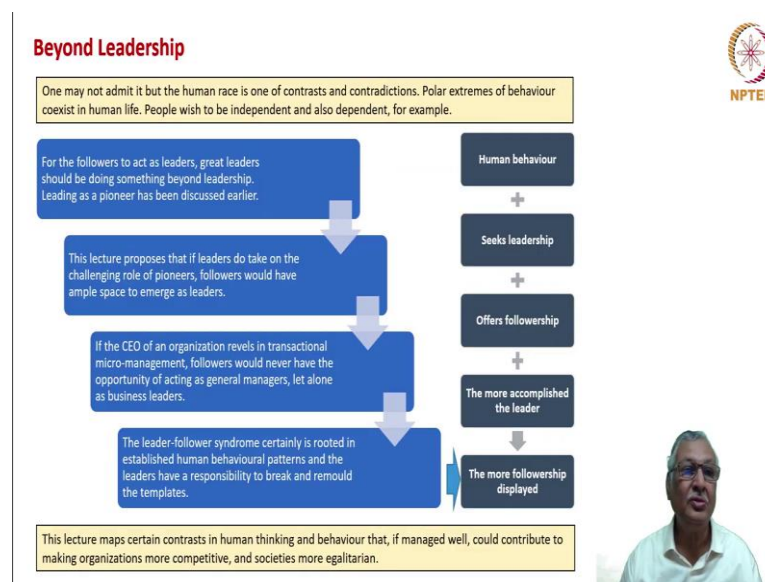 Beyond Leadership
One may not admit it but the human race is one of contrasts and contradictions. Polar extremes of behaviour
coexist in human life. People wish to be independent and also dependent, for example.
For the followers to act as leaders, great leaders
should be doing something beyond leadership.
Leading as a pioneer has been discussed earlier.
This lecture proposes that if leaders do take on the
challenging role of pioneers, followers would have
ample space to emerge as leaders.
If the CEO of an organization revels in transactional
micro-management, followers would never have the
opportunity of acting as general managers, let alone
as business leaders.
The leader-follower syndrome certainly is rooted in
established human behavioural patterns and the
leaders have a responsibility to break and remould
the templates.
Human behaviour
+
Seeks leadership
+
Offers followership
+
The more accomplished
the leader
The more followership
displayed
This lecture maps certain contrasts in human thinking and behaviour that, if managed well, could contribute to
making organizations more competitive, and societies more egalitarian.